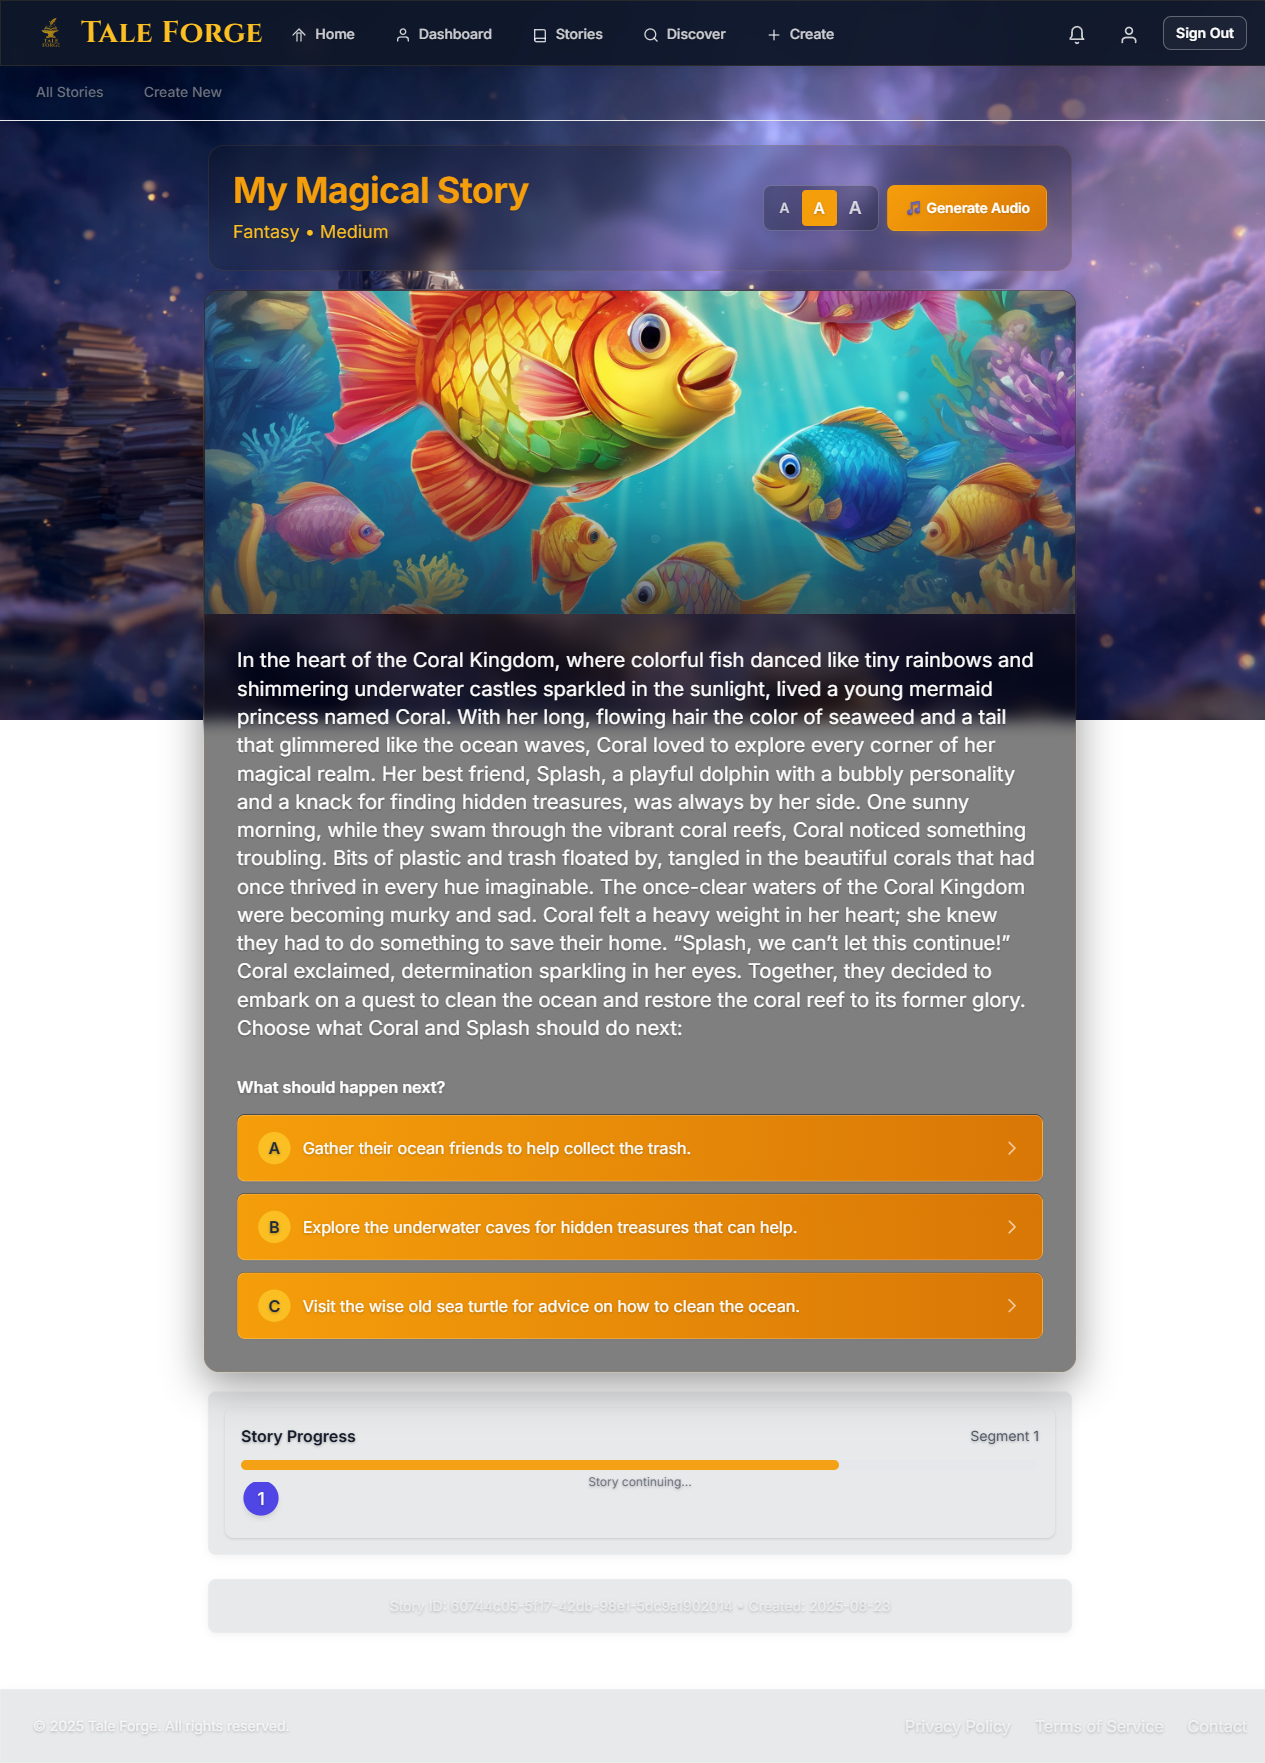 TALE FORGE
Home
Dashboard
Stories
Discover
Create
Sign Out
All Stories
Create New
My Magical Story
Fantasy • Medium
A
A
A
🎵 Generate Audio
In the heart of the Coral Kingdom, where colorful fish danced like tiny rainbows and
shimmering underwater castles sparkled in the sunlight, lived a young mermaid
princess named Coral. With her long, flowing hair the color of seaweed and a tail
that glimmered like the ocean waves, Coral loved to explore every corner of her
magical realm. Her best friend, Splash, a playful dolphin with a bubbly personality
and a knack for finding hidden treasures, was always by her side. One sunny
morning, while they swam through the vibrant coral reefs, Coral noticed something
troubling. Bits of plastic and trash floated by, tangled in the beautiful corals that had
once thrived in every hue imaginable. The once-clear waters of the Coral Kingdom
were becoming murky and sad. Coral felt a heavy weight in her heart; she knew
they had to do something to save their home. “Splash, we can’t let this continue!”
Coral exclaimed, determination sparkling in her eyes. Together, they decided to
embark on a quest to clean the ocean and restore the coral reef to its former glory.
Choose what Coral and Splash should do next:
What should happen next?
A Gather their ocean friends to help collect the trash.
B Explore the underwater caves for hidden treasures that can help.
C Visit the wise old sea turtle for advice on how to clean the ocean.
Story Progress
Segment 1
Story continuing...
1
Story ID: • Created: 2025-08-23
© 2025 Tale Forge. All rights reserved.
Privacy Policy
Terms of Service
Contact